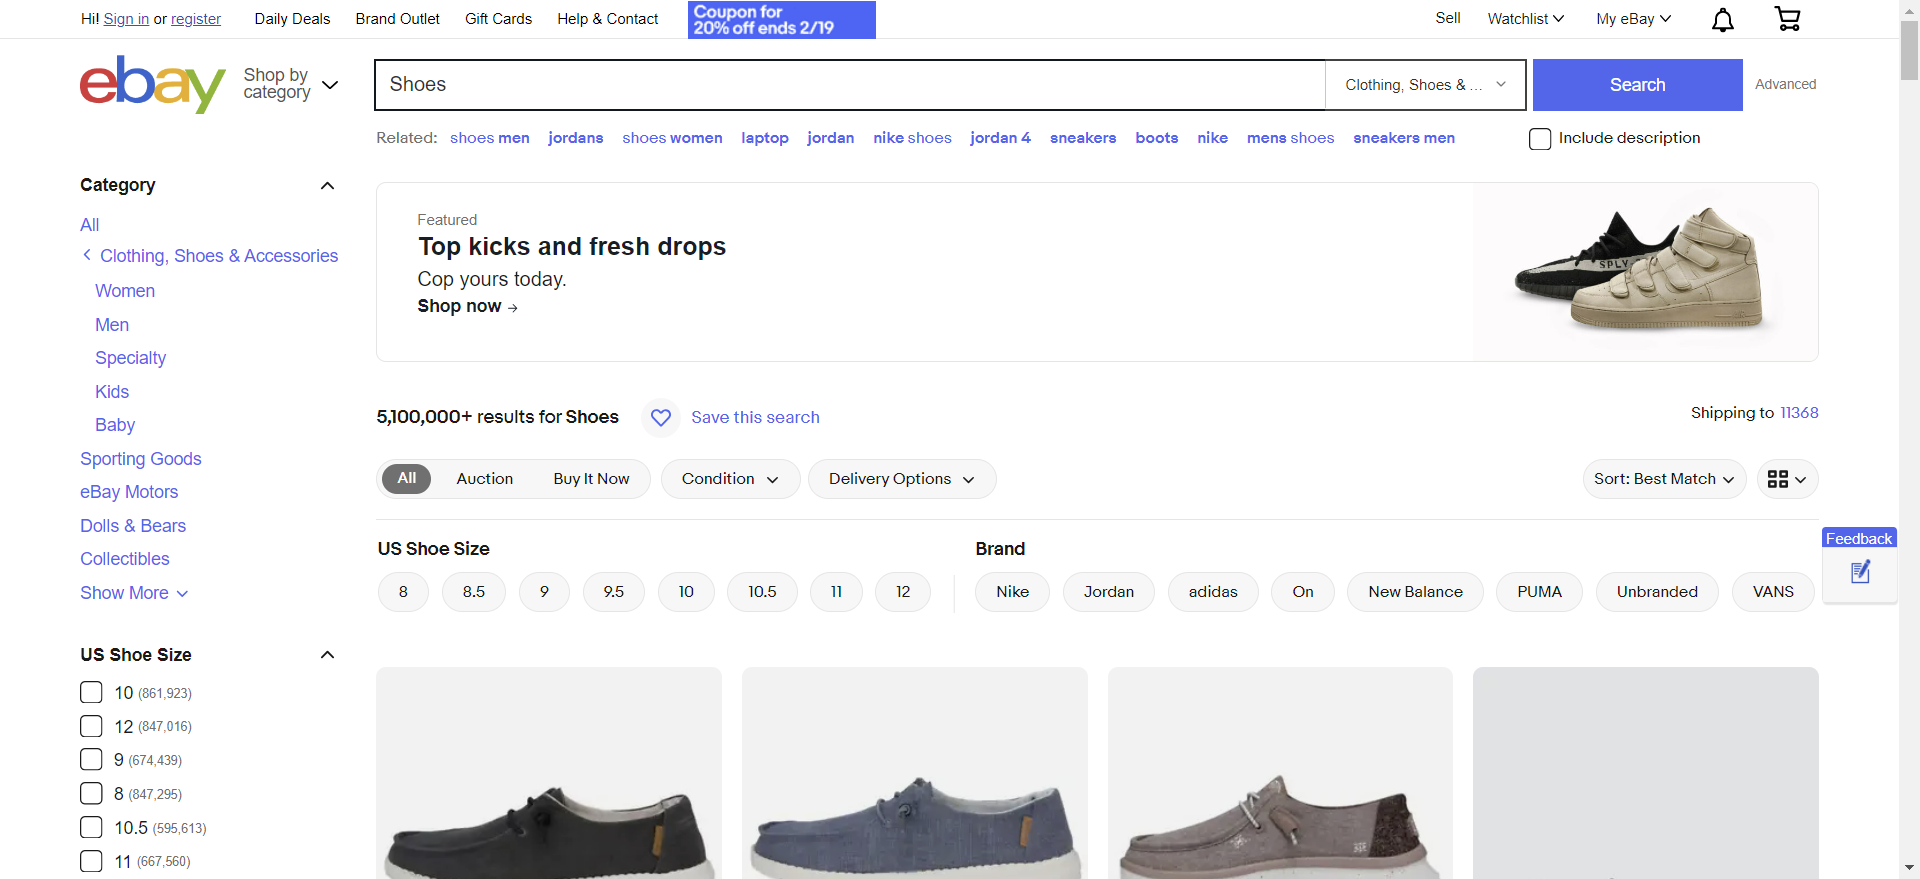 Hi! Sign in or register
Daily Deals
Brand Outlet
Gift Cards
Help & Contact
Coupon for
20% off ends 2/19
Sell
Watchlist
My eBay
ebay
Shop by
category
Shoes
Clothing, Shoes & ...
Search
Advanced
Related: shoes men jordans shoes women laptop jordan nike shoes jordan 4 sneakers boots nike mens shoes sneakers men
Include description
Category
All
Clothing, Shoes & Accessories
Women
Men
Specialty
Kids
Baby
Sporting Goods
eBay Motors
Dolls & Bears
Collectibles
Show More
US Shoe Size
10 (861,923)
12 (847,016)
9 (674,439)
8 (847,295)
10.5 (595,613)
11 (667,560)
Featured
Top kicks and fresh drops
Cop yours today.
Shop now →
SPLY
5,100,000+ results for Shoes
Save this search
Shipping to 11368
All
Auction
Buy It Now
Condition
Delivery Options
Sort: Best Match
US Shoe Size
8
8.5
9
9.5
10
10.5
11
12
Brand
Nike
Jordan
adidas
On
New Balance
PUMA
Unbranded
VANS
Feedback